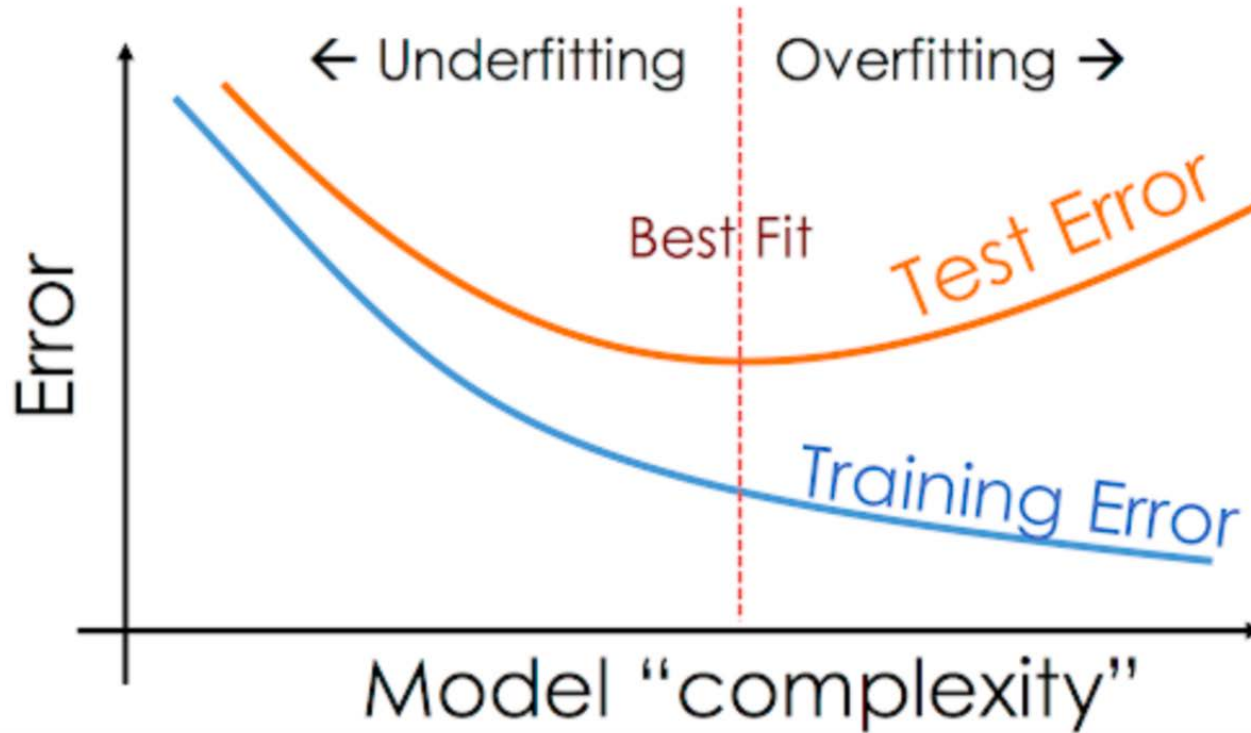 ← Underfitting
Overfitting →
Best Fit
Test Error
Training Error
Error
Model “complexity”